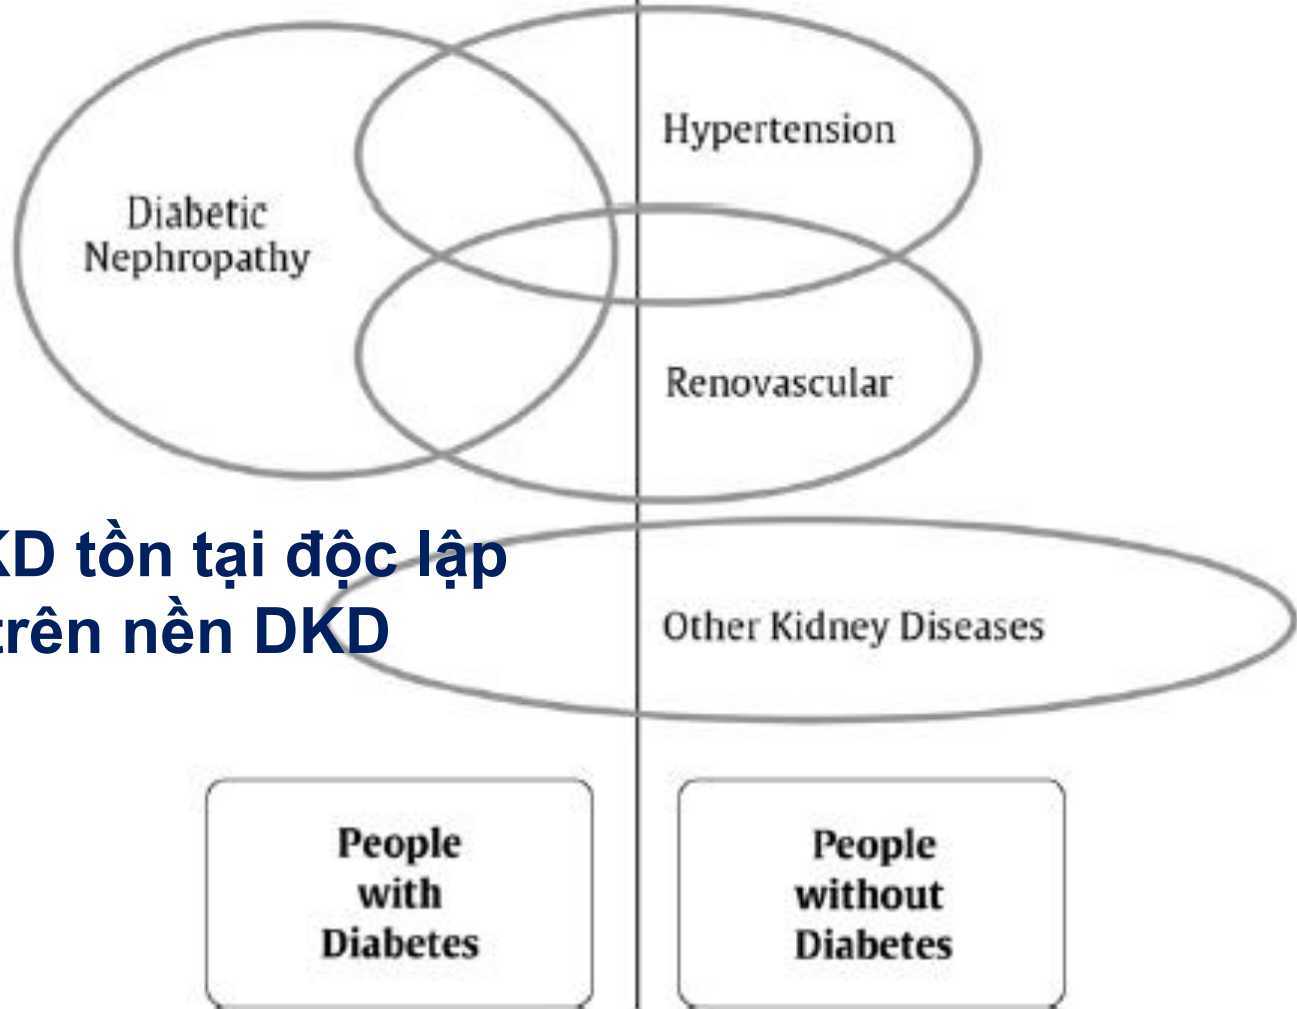 Hypertension
Diabetic
Nephropathy
Renovascular
KD tồn tại độc lập
trên nền DKD
Other Kidney Diseases
People
with
Diabetes
People
without
Diabetes